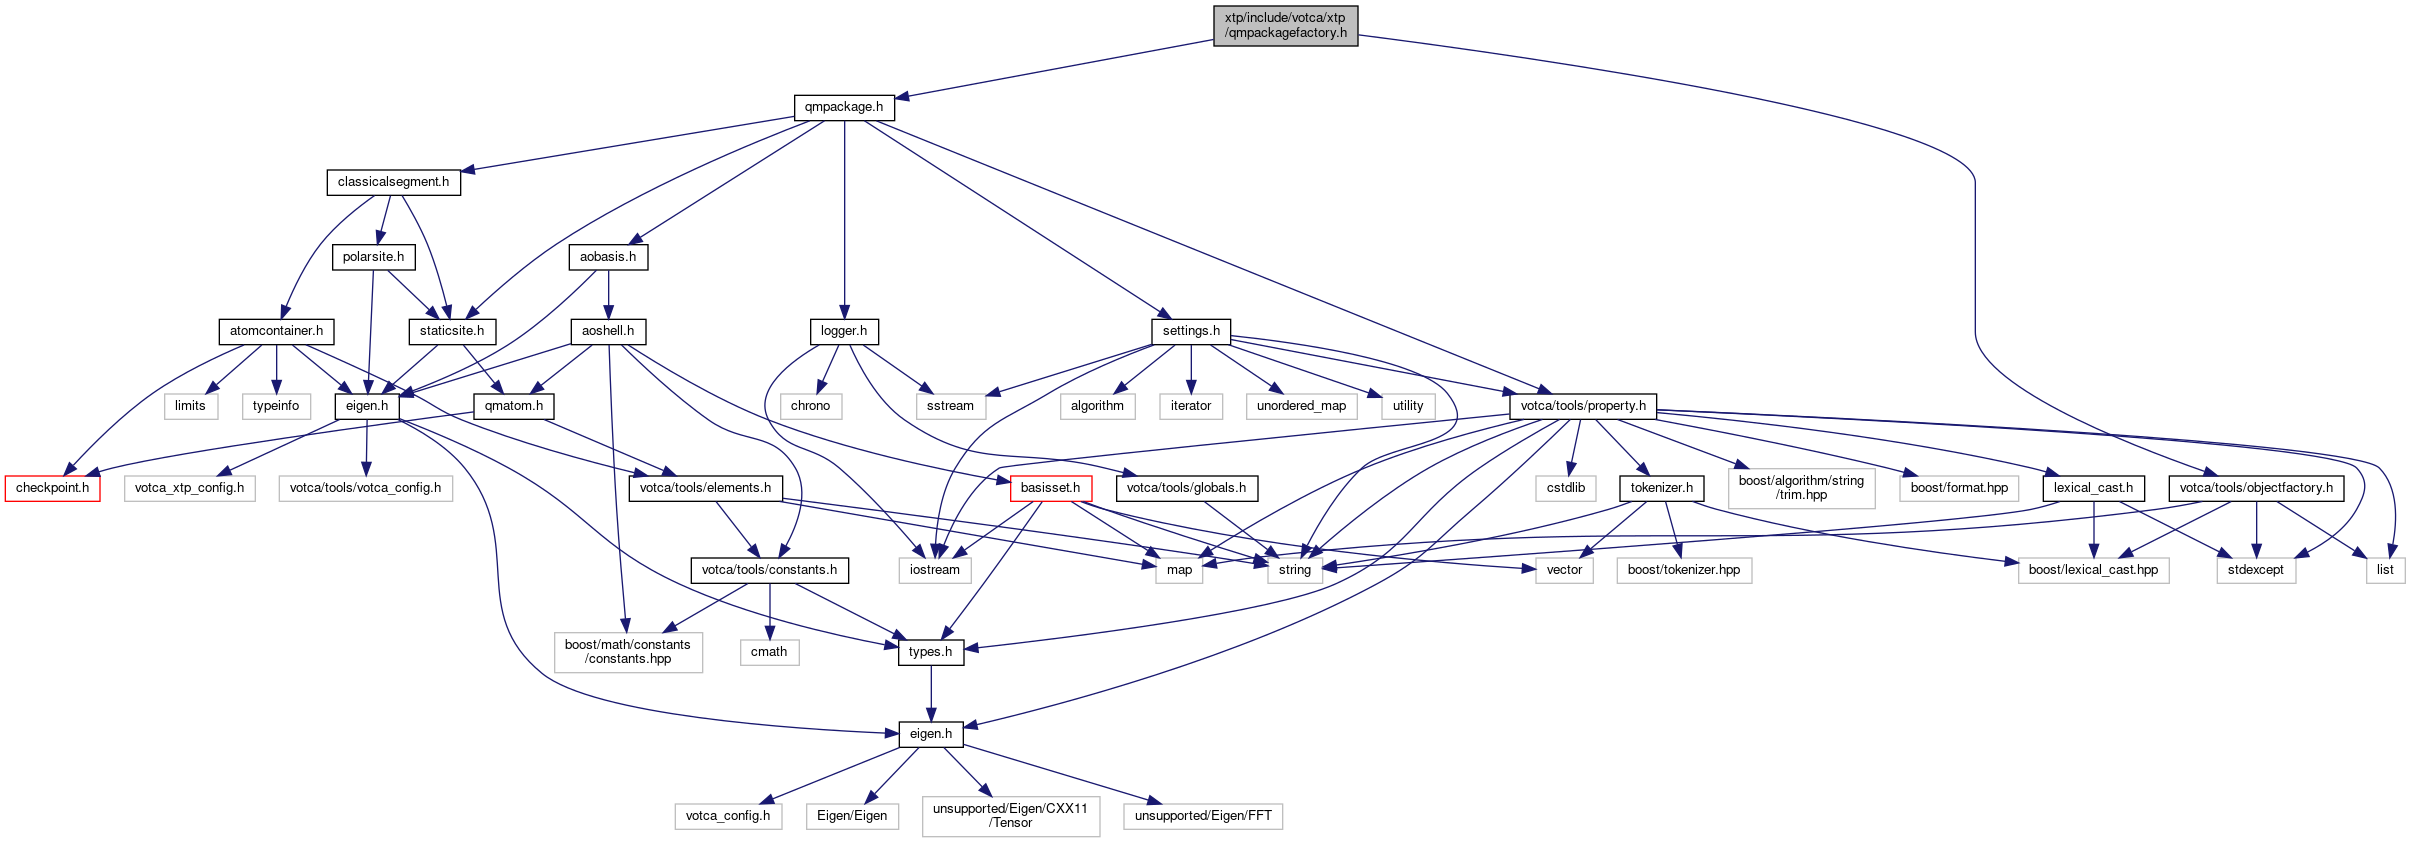 xtp/include/votca/xtp
/qmpackagefactory.h
qmpackage.h
classicalsegment.h
polarsite.h
aobasis.h
atomcontainer.h
staticsite.h
aoshell.h
logger.h
settings.h
limits
typeinfo
eigen.h
qmatom.h
chrono
sstream
algorithm
iterator
unordered_map
utility
votca/tools/property.h
checkpoint.h
votca_xtp_config.h
votca/tools/votca_config.h
votca/tools/elements.h
basisset.h
votca/tools/globals.h
cstdlib
tokenizer.h
boost/algorithm/string
/trim.hpp
boost/format.hpp
lexical_cast.h
votca/tools/objectfactory.h
votca/tools/constants.h
iostream
map
string
vector
boost/tokenizer.hpp
boost/lexical_cast.hpp
stdexcept
list
boost/math/constants
/constants.hpp
cmath
types.h
eigen.h
votca_config.h
Eigen/Eigen
unsupported/Eigen/CXX11
/Tensor
unsupported/Eigen/FFT